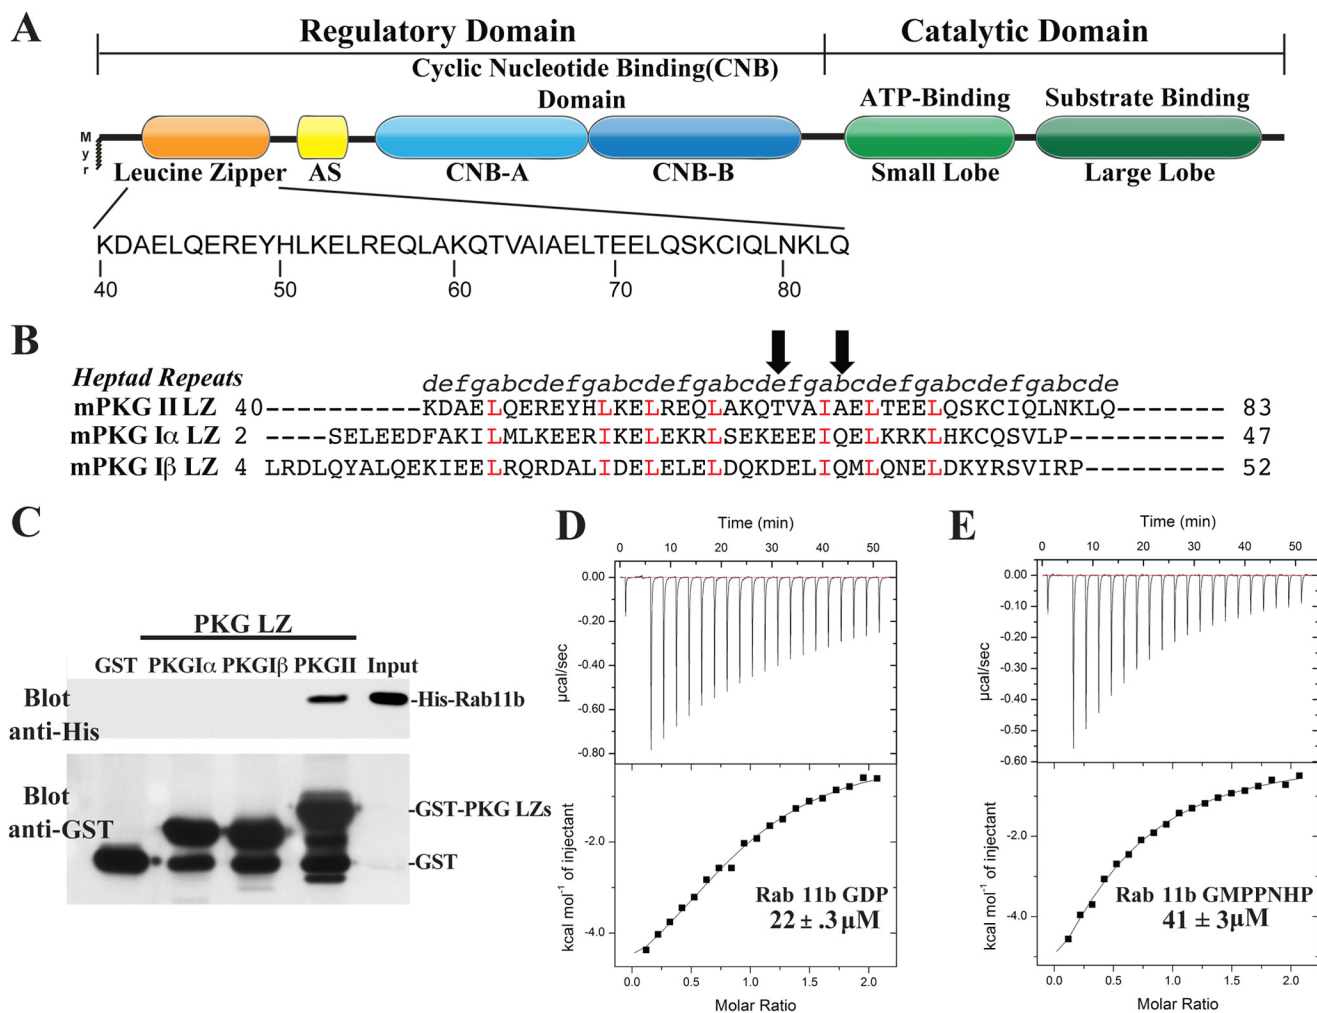 A
Regulatory Domain
Catalytic Domain
Cyclic Nucleotide Binding(CNB)
Domain
ATP-Binding
Substrate Binding
Myr
Leucine Zipper
AS
CNB-A
CNB-B
Small Lobe
Large Lobe
KDAELQEREYHLKELREQLAKQTVAIAELTEELQSKCIQLNKLQ
40 50 60 70 80
B
Heptad Repeats defgabcdefgabcdefgabcdefgabcdefgabcdefgabcde
mPKG II LZ 40----------KDAELQEREYHLKELREQLAKQTVAIAELTEELQSKCIQLNKLQ------- 83
mPKG Iα LZ 2 ----SELEEDFAKILMLKEERIKELEKRLSEKEEEIQELKRKLHKCQSVLP---------- 47
mPKG Iβ LZ 4 LRDLQYALQEKIEELRQRDALIDELELELDQKDELIQMLQNELDKYRSVIRP--------- 52
C
PKG LZ
GST PKGIα PKGIβ PKGII Input
Blot
anti-His
-His-Rab11b
Blot
anti-GST
-GST-PKG LZs
-GST
D
Time (min)
0 10 20 30 40 50
0.00
-0.20
-0.40
-0.60
-0.80
µcal/sec
-2.0
-4.0
kcal mol⁻¹ of injectant
Rab 11b GDP
22 ± .3 µM
0.0 0.5 1.0 1.5 2.0
Molar Ratio
E
Time (min)
0 10 20 30 40 50
0.00
-0.10
-0.20
-0.30
-0.40
-0.50
-0.60
µcal/sec
-2.0
-4.0
kcal mol⁻¹ of injectant
Rab 11b GMPPNHP
41 ± 3µM
0.0 0.5 1.0 1.5 2.0
Molar Ratio